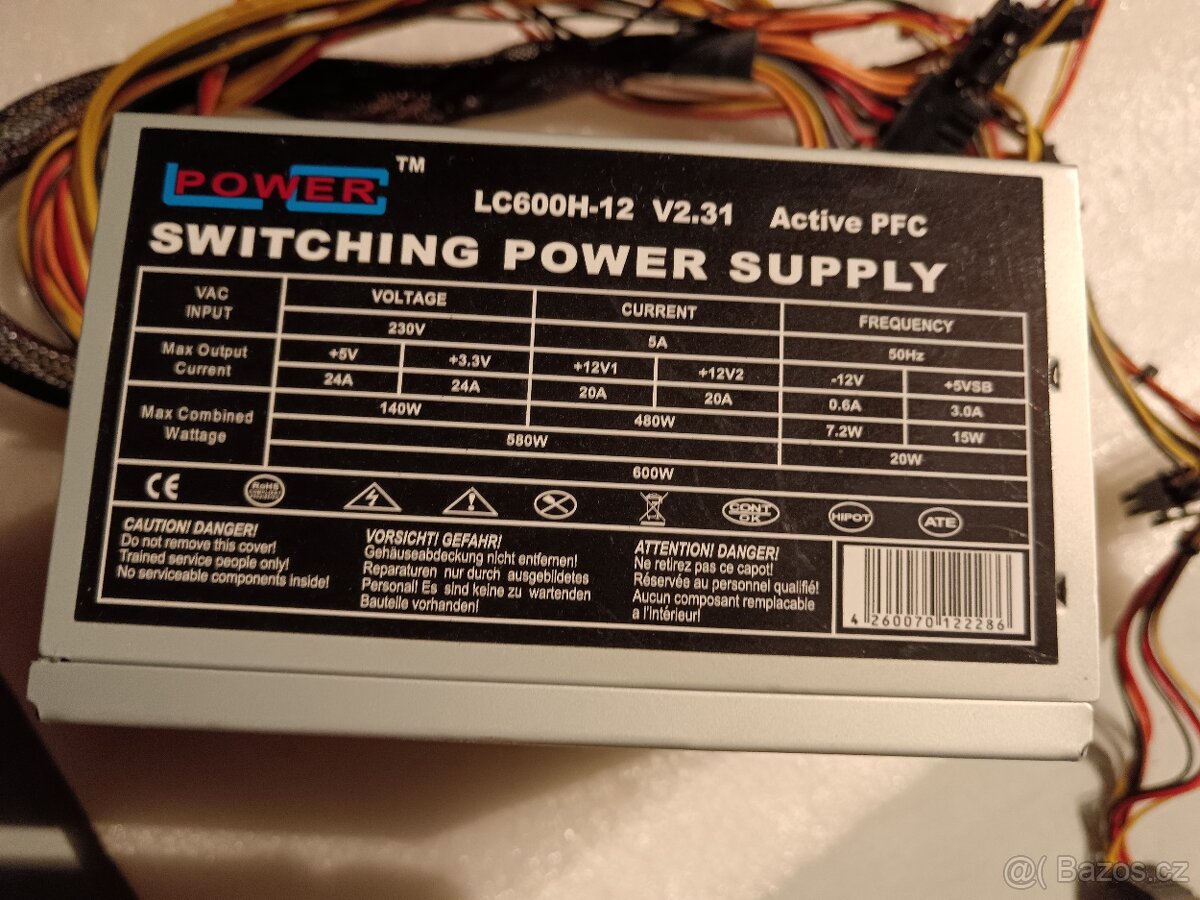 LC POWER TM
LC600H-12 V2.31 Active PFC
SWITCHING POWER SUPPLY
VAC INPUT VOLTAGE CURRENT FREQUENCY
230V 5A 50Hz
Max Output Current +5V +3.3V +12V1 +12V2 -12V +5VSB
24A 24A 20A 20A 0.6A 3.0A
Max Combined Wattage 140W 480W 7.2W 15W
580W 20W
600W
CE RoHS CONT OK HIPOT ATE
CAUTION! DANGER!
Do not remove this cover!
Trained service people only!
No serviceable components inside!
VORSICHT! GEFAHR!
Gehäuseabdeckung nicht entfernen!
Reparaturen nur durch ausgebildetes
Personal! Es sind keine zu wartenden
Bauteile vorhanden!
ATTENTION! DANGER!
Ne retirez pas ce capot!
Réservée au personnel qualifié!
Aucun composant remplacable
a l'intérieur!
4 260070 122286
@( Bazos.cz